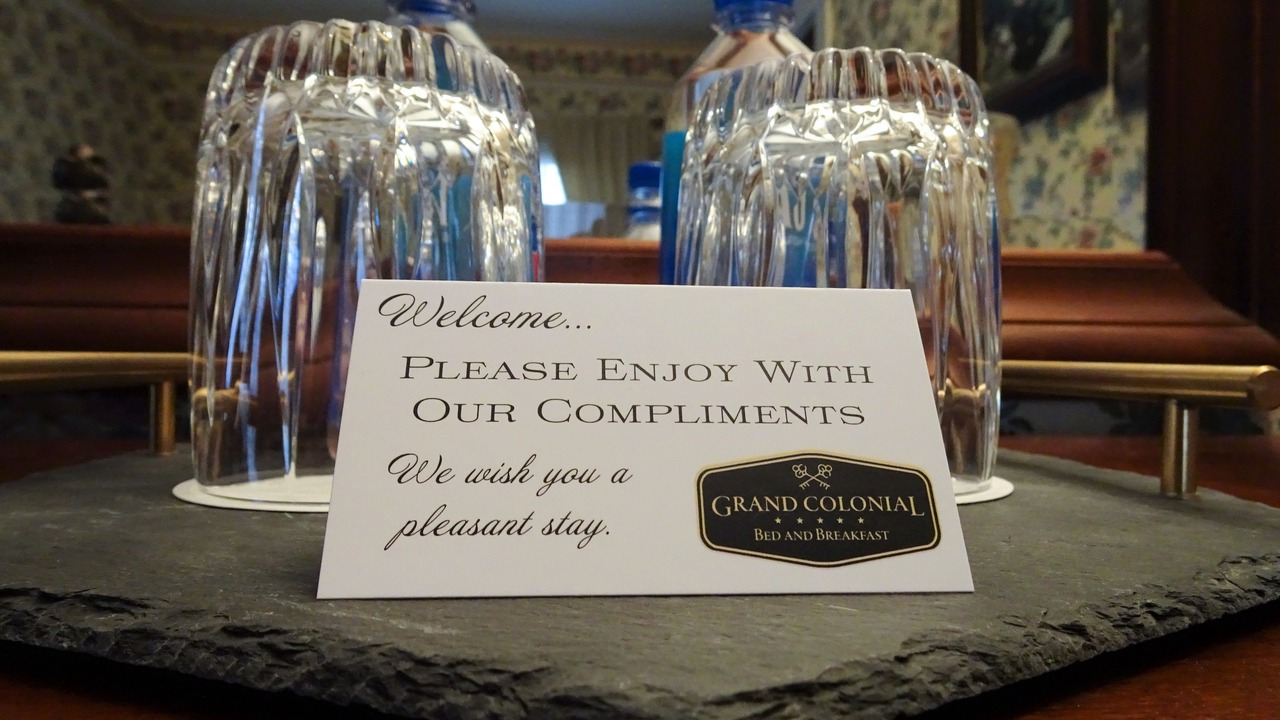 Welcome...
Please Enjoy With
Our Compliments
We wish you a
pleasant stay.
GRAND COLONIAL
BED AND BREAKFAST